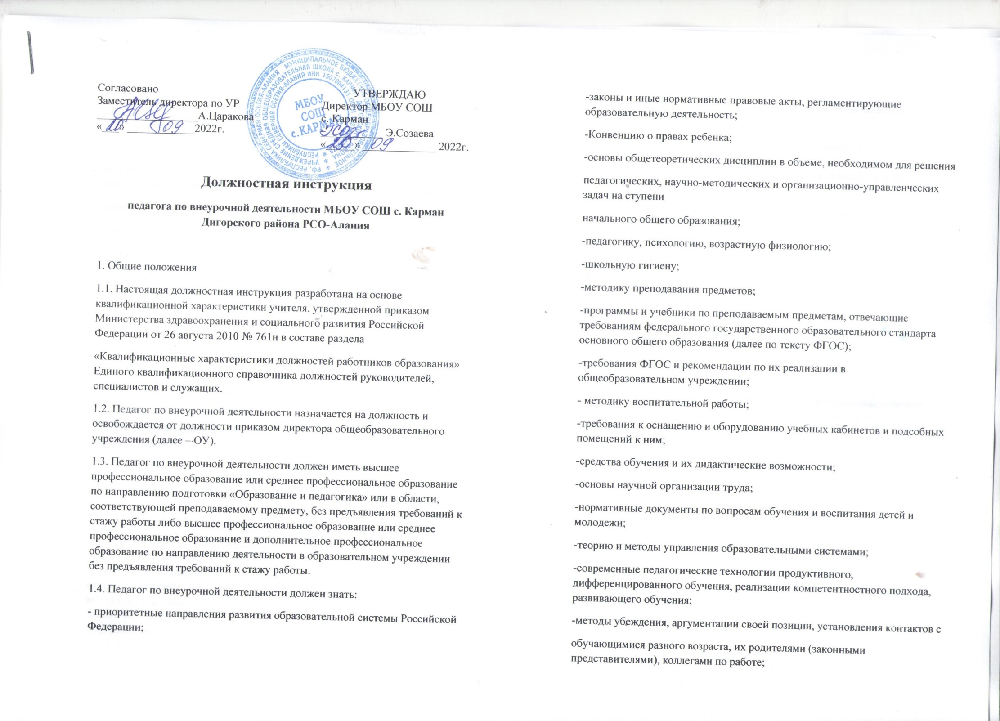 Согласовано
Заместитель директора по УР
А.Царакова
« 20 » 09 2022г.
УТВЕРЖДАЮ
Директор МБОУ СОШ
с. Карман
Э.Созаева
« 20 » 09 2022г.
МБОУ
СОШ
с. КАРМАН
Должностная инструкция
педагога по внеурочной деятельности МБОУ СОШ с. Карман
Дигорского района РСО-Алания
1. Общие положения
1.1. Настоящая должностная инструкция разработана на основе
квалификационной характеристики учителя, утвержденной приказом
Министерства здравоохранения и социального развития Российской
Федерации от 26 августа 2010 № 761н в составе раздела
«Квалификационные характеристики должностей работников образования»
Единого квалификационного справочника должностей руководителей,
специалистов и служащих.
1.2. Педагог по внеурочной деятельности назначается на должность и
освобождается от должности приказом директора общеобразовательного
учреждения (далее – ОУ).
1.3. Педагог по внеурочной деятельности должен иметь высшее
профессиональное образование или среднее профессиональное образование
по направлению подготовки «Образование и педагогика» или в области,
соответствующей преподаваемому предмету, без предъявления требований к
стажу работы либо высшее профессиональное образование или среднее
профессиональное образование и дополнительное профессиональное
образование по направлению деятельности в образовательном учреждении
без предъявления требований к стажу работы.
1.4. Педагог по внеурочной деятельности должен знать:
- приоритетные направления развития образовательной системы Российской
Федерации;
-законы и иные нормативные правовые акты, регламентирующие
образовательную деятельность;
-Конвенцию о правах ребенка;
-основы общетеоретических дисциплин в объеме, необходимом для решения
педагогических, научно-методических и организационно-управленческих
задач на ступени
начального общего образования;
-педагогику, психологию, возрастную физиологию;
-школьную гигиену;
-методику преподавания предметов;
-программы и учебники по преподаваемым предметам, отвечающие
требованиям федерального государственного образовательного стандарта
основного общего образования (далее по тексту ФГОС);
-требования ФГОС и рекомендации по их реализации в
общеобразовательном учреждении;
- методику воспитательной работы;
-требования к оснащению и оборудованию учебных кабинетов и подсобных
помещений к ним;
-средства обучения и их дидактические возможности;
-основы научной организации труда;
-нормативные документы по вопросам обучения и воспитания детей и
молодежи;
-теорию и методы управления образовательными системами;
-современные педагогические технологии продуктивного,
дифференцированного обучения, реализации компетентностного подхода,
развивающего обучения;
-методы убеждения, аргументации своей позиции, установления контактов с
обучающимися разного возраста, их родителями (законными
представителями), коллегами по работе;